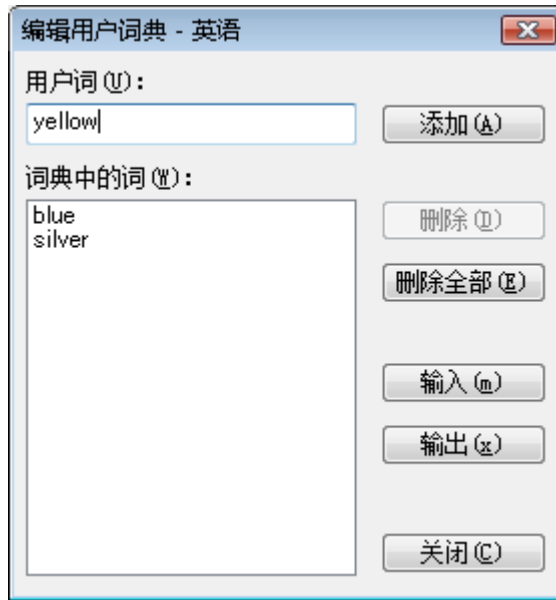 编辑用户词典 - 英语
用户词(U):
yellow
添加(A)
词典中的词(W):
blue
silver
删除(D)
删除全部(E)
输入(m)
输出(x)
关闭(C)